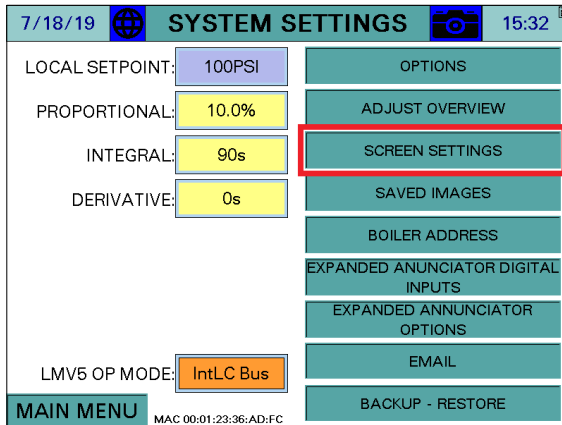 7/18/19
SYSTEM SETTINGS
15:32
LOCAL SETPOINT: 100PSI
PROPORTIONAL: 10.0%
INTEGRAL: 90s
DERIVATIVE: 0s
LMV5 OP MODE: IntLC Bus
MAIN MENU
MAC 00:01:23:36:AD:FC
OPTIONS
ADJUST OVERVIEW
SCREEN SETTINGS
SAVED IMAGES
BOILER ADDRESS
EXPANDED ANUNCIATOR DIGITAL
INPUTS
EXPANDED ANNUNCIATOR
OPTIONS
EMAIL
BACKUP - RESTORE